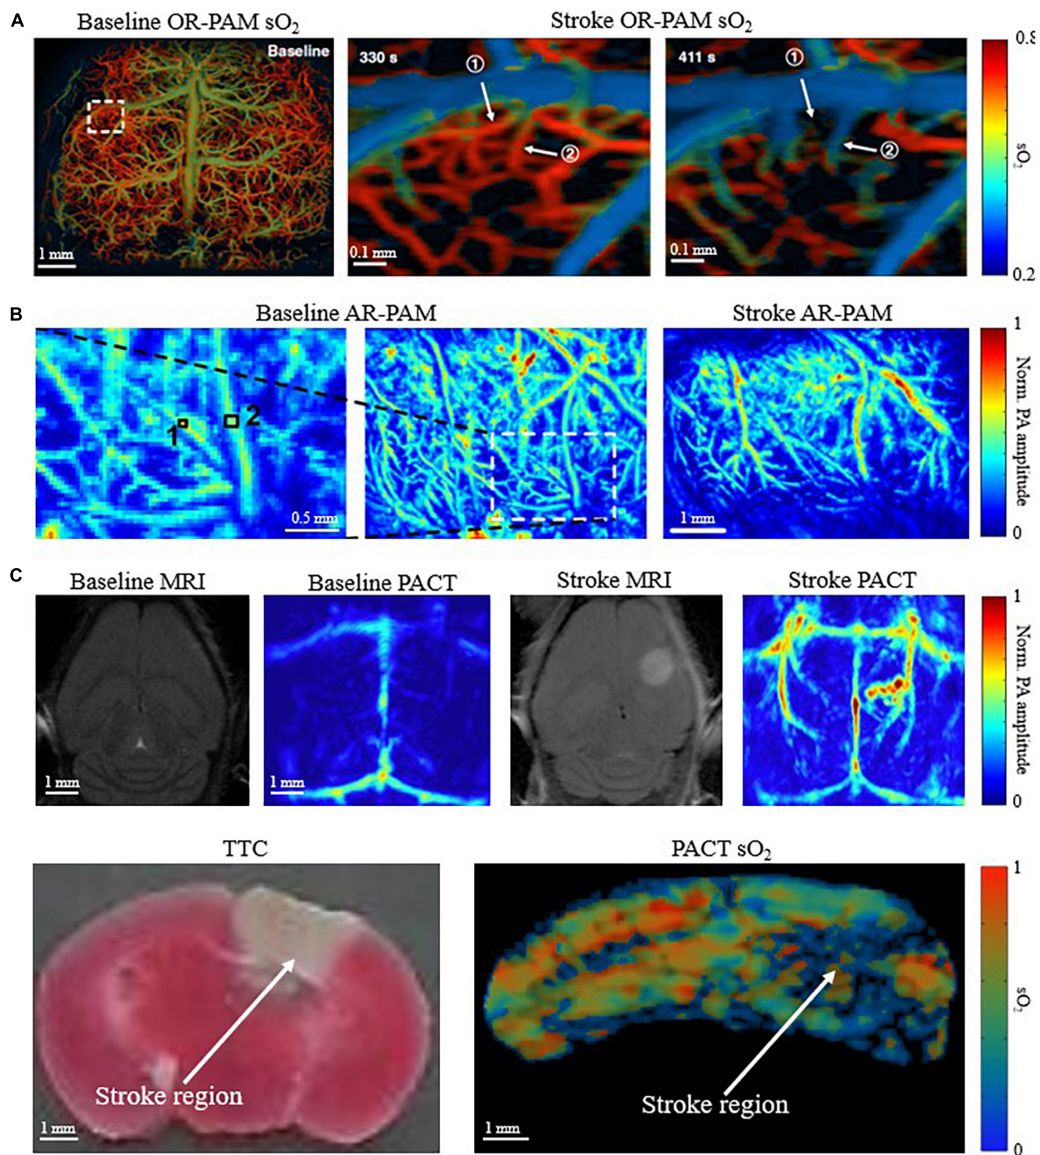 A
Baseline OR-PAM sO₂
Stroke OR-PAM sO₂
Baseline
1 mm
330 s
①
②
0.1 mm
411 s
①
②
0.1 mm
0.8
sO₂
0.2
B
Baseline AR-PAM
Stroke AR-PAM
1
2
0.5 mm
1 mm
1
Norm. PA amplitude
0
C
Baseline MRI
Baseline PACT
Stroke MRI
Stroke PACT
1 mm
1 mm
1 mm
1 mm
1
Norm. PA amplitude
0
TTC
PACT sO₂
Stroke region
1 mm
Stroke region
1 mm
1
sO₂
0